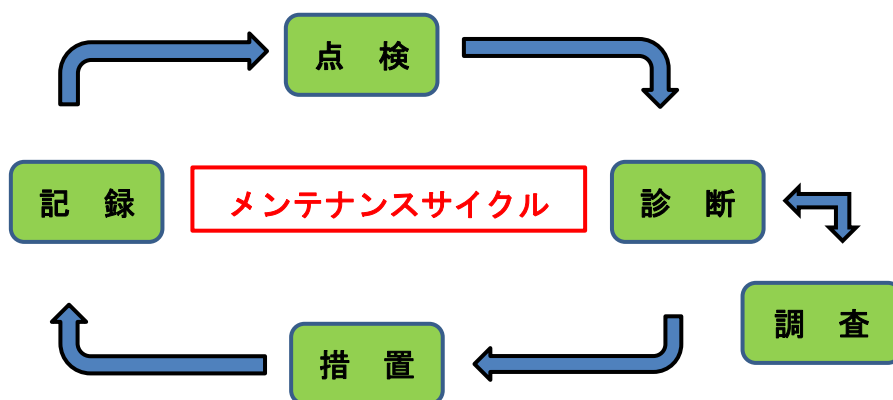 点　検
記　録
メンテナンスサイクル
診　断
調　査
措　置